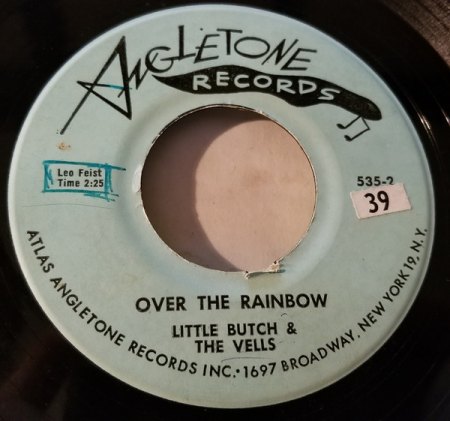 ANGLETONE
RECORDS
Leo Feist
Time 2:25
535-2
39
OVER THE RAINBOW
LITTLE BUTCH &
THE VELLS
ATLAS ANGLETONE RECORDS INC. • 1697 BROADWAY, NEW YORK 19, N.Y.